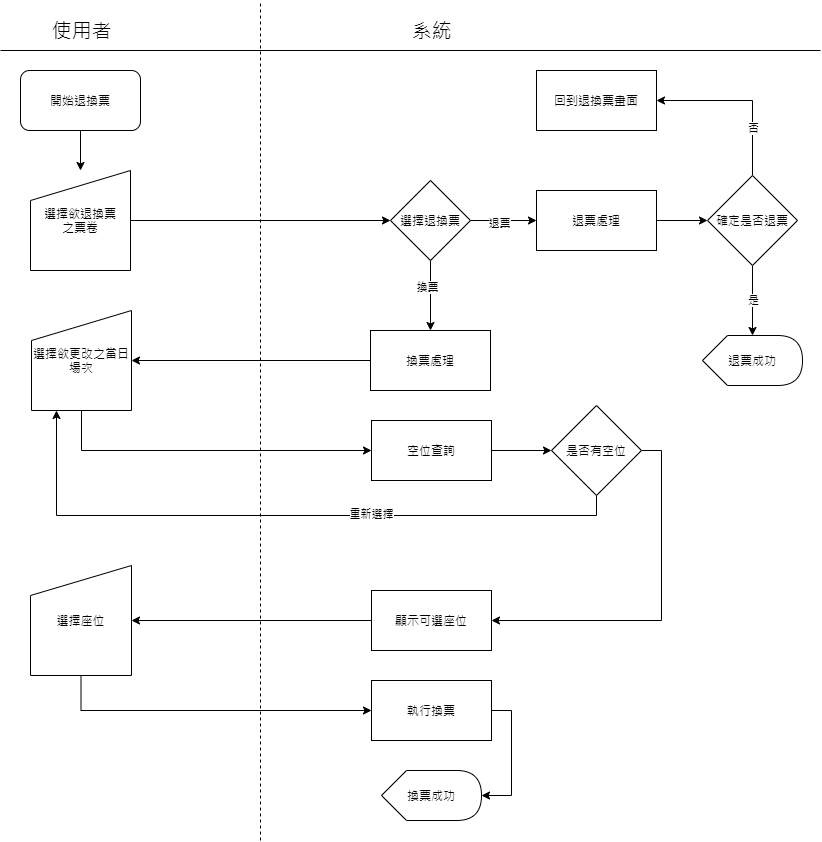 使用者
系統
開始退換票
回到退換票畫面
否
選擇欲退換票
之票卷
選擇退換票
退票
退票處理
確定是否退票
換票
是
選擇欲更改之當日
場次
換票處理
退票成功
空位查詢
是否有空位
重新選擇
選擇座位
顯示可選座位
執行換票
換票成功